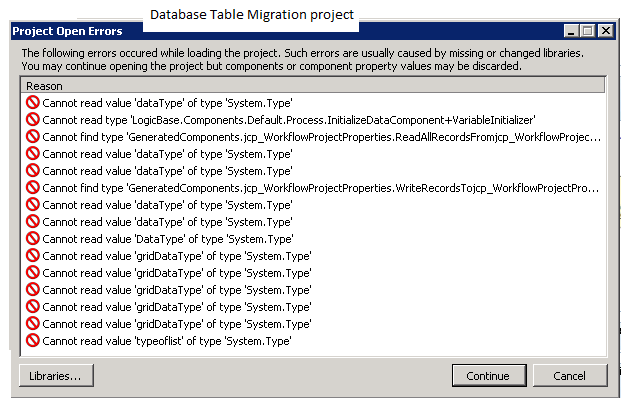 Database Table Migration project
Project Open Errors
The following errors occured while loading the project. Such errors are usually caused by missing or changed libraries.
You may continue opening the project but components or component property values may be discarded.
Reason
Cannot read value 'dataType' of type 'System.Type'
Cannot read type 'LogicBase.Components.Default.Process.InitializeDataComponent+VariableInitializer'
Cannot find type 'GeneratedComponents.jcp_WorkflowProjectProperties.ReadAllRecordsFromjcp_WorkflowProjec...
Cannot read value 'dataType' of type 'System.Type'
Cannot read value 'dataType' of type 'System.Type'
Cannot find type 'GeneratedComponents.jcp_WorkflowProjectProperties.WriteRecordsTojcp_WorkflowProjectPro...
Cannot read value 'dataType' of type 'System.Type'
Cannot read value 'dataType' of type 'System.Type'
Cannot read value 'DataType' of type 'System.Type'
Cannot read value 'gridDataType' of type 'System.Type'
Cannot read value 'gridDataType' of type 'System.Type'
Cannot read value 'gridDataType' of type 'System.Type'
Cannot read value 'gridDataType' of type 'System.Type'
Cannot read value 'gridDataType' of type 'System.Type'
Cannot read value 'typeoflist' of type 'System.Type'
Libraries... Continue Cancel